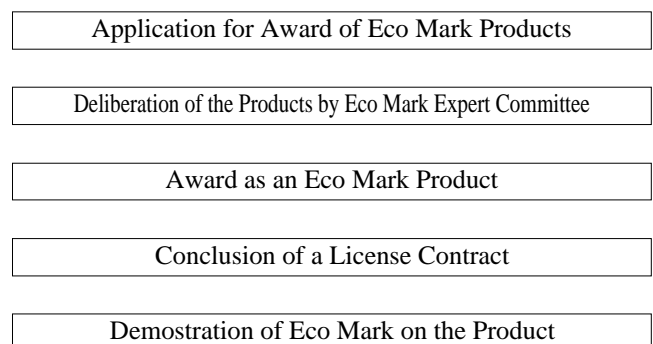 Application for Award of Eco Mark Products
Deliberation of the Products by Eco Mark Expert Committee
Award as an Eco Mark Product
Conclusion of a License Contract
Demostration of Eco Mark on the Product